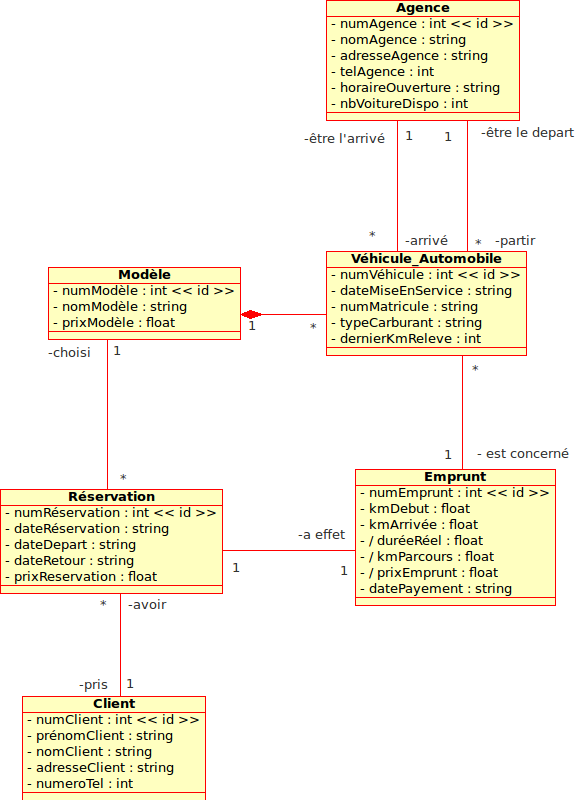 Agence
- numAgence : int << id >>
- nomAgence : string
- adresseAgence : string
- telAgence : int
- horaireOuverture : string
- nbVoitureDispo : int
-être l'arrivé
1
1
-être le depart
*
-arrivé
*
-partir
Véhicule_Automobile
- numVéhicule : int << id >>
- dateMiseEnService : string
- numMatricule : string
- typeCarburant : string
- dernierKmReleve : int
Modèle
- numModèle : int << id >>
- nomModèle : string
- prixModèle : float
1
*
-choisi
1
*
*
1
- est concerné
Réservation
- numRéservation : int << id >>
- dateRéservation : string
- dateDepart : string
- dateRetour : string
- prixReservation : float
Emprunt
- numEmprunt : int << id >>
- kmDebut : float
- kmArrivée : float
- / duréeRéel : float
- / kmParcours : float
- / prixEmprunt : float
- datePayement : string
-a effet
1
1
*
-avoir
-pris
1
Client
- numClient : int << id >>
- prénomClient : string
- nomClient : string
- adresseClient : string
- numeroTel : int